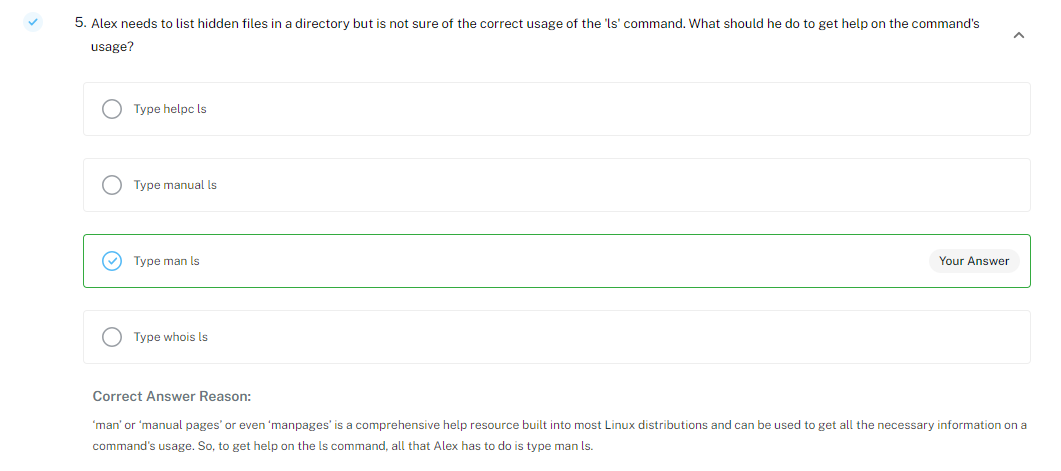 5. Alex needs to list hidden files in a directory but is not sure of the correct usage of the 'ls' command. What should he do to get help on the command's
usage?
Type helpc ls
Type manual ls
Type man ls
Your Answer
Type whois ls
Correct Answer Reason:
'man' or 'manual pages' or even 'manpages' is a comprehensive help resource built into most Linux distributions and can be used to get all the necessary information on a
command's usage. So, to get help on the ls command, all that Alex has to do is type man ls.